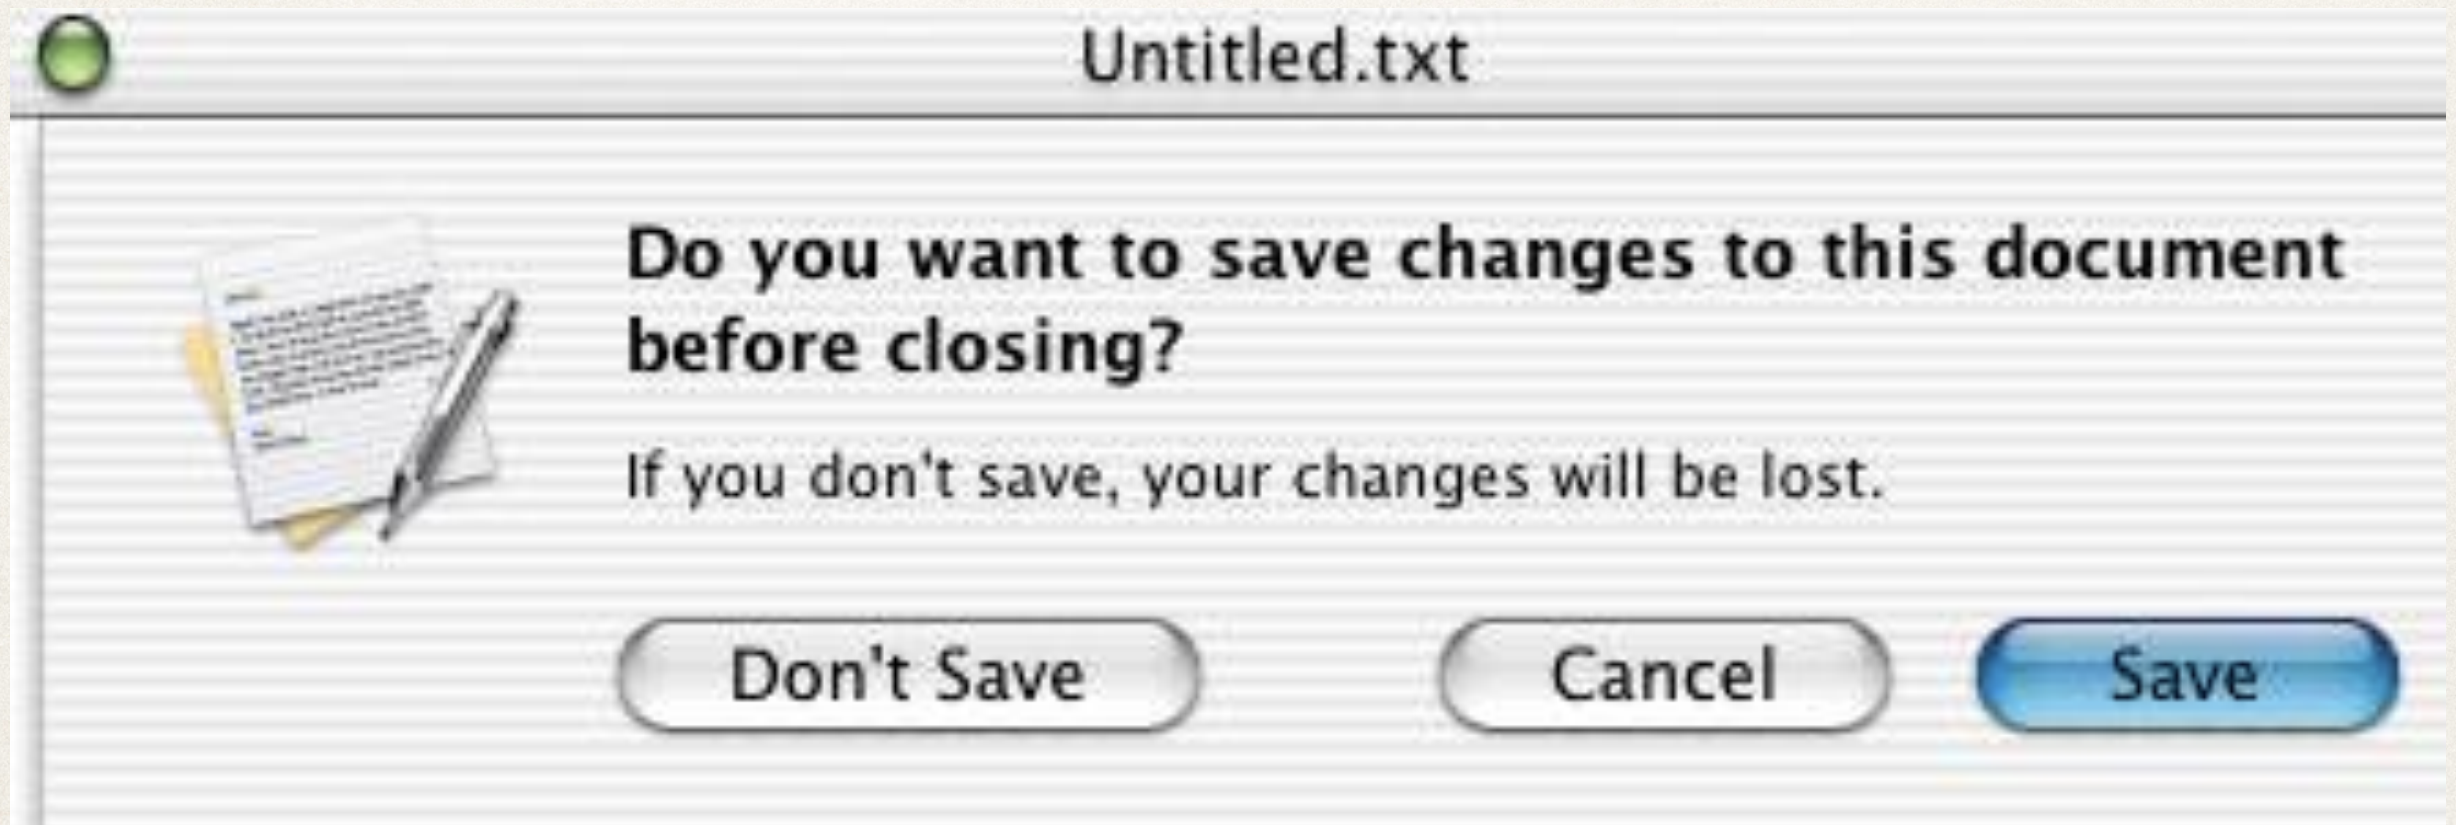 Untitled.txt
Do you want to save changes to this document
before closing?
If you don't save, your changes will be lost.
Don't Save
Cancel
Save